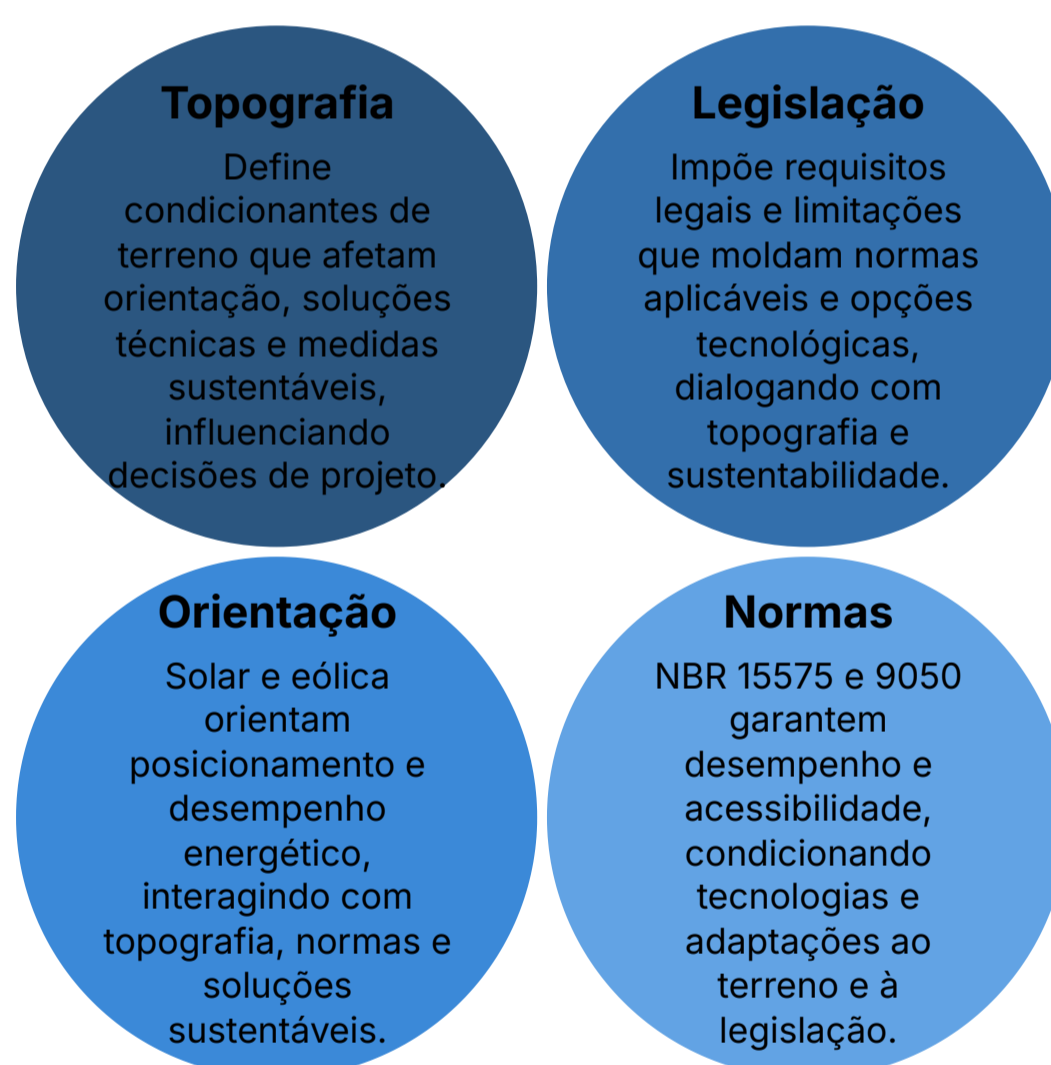 Topografia
Define
condicionantes de
terreno que afetam
orientação, soluções
técnicas e medidas
sustentáveis,
influenciando
decisões de projeto.
Legislação
Impõe requisitos
legais e limitações
que moldam normas
aplicáveis e opções
tecnológicas,
dialogando com
topografia e
sustentabilidade.
Orientação
Solar e eólica
orientam
posicionamento e
desempenho
energético,
interagindo com
topografia, normas e
soluções
sustentáveis.
Normas
NBR 15575 e 9050
garantem
desempenho e
acessibilidade,
condicionando
tecnologias e
adaptações ao
terreno e à
legislação.